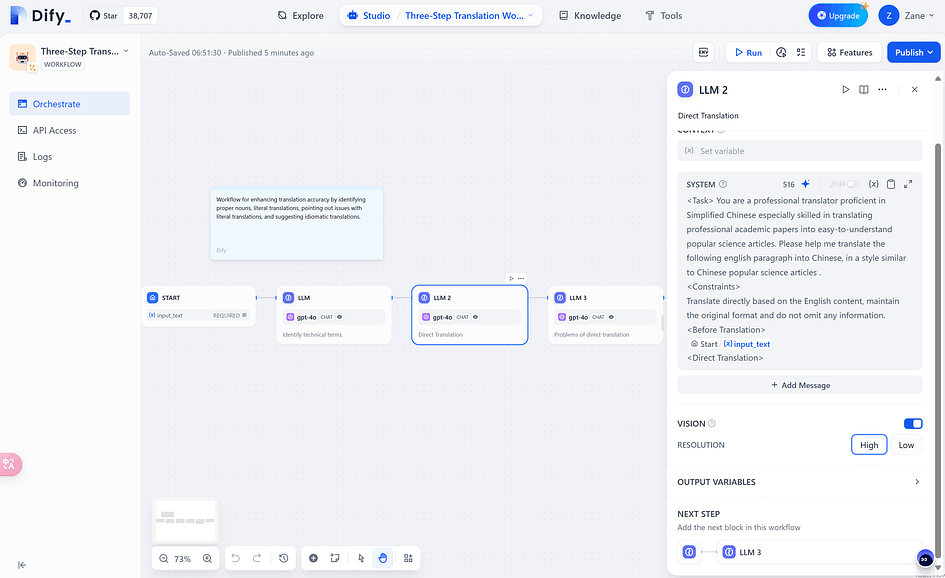 Dify_
Star 38,707
Explore
Studio / Three-Step Translation Wo...
Knowledge
Tools
Upgrade
Z Zane
Three-Step Trans...
WORKFLOW
Orchestrate
API Access
Logs
Monitoring
Auto-Saved 06:51:30 · Published 5 minutes ago
ENV
Run
Features
Publish
Workflow for enhancing translation accuracy by identifying
proper nouns, literal translations, pointing out issues with
literal translations, and suggesting idiomatic translations.
Dify
START
{x} input_text REQUIRED
LLM
gpt-4o CHAT
Identify technical terms.
LLM 2
gpt-4o CHAT
Direct Translation
LLM 3
gpt-4o CHAT
Problems of direct translation
73%
LLM 2
Direct Translation
CONTEXT
{x} Set variable
SYSTEM 516 Jinja {x}
<Task> You are a professional translator proficient in
Simplified Chinese especially skilled in translating
professional academic papers into easy-to-understand
popular science articles. Please help me translate the
following english paragraph into Chinese, in a style similar
to Chinese popular science articles .
<Constraints>
Translate directly based on the English content, maintain
the original format and do not omit any information.
<Before Translation>
Start / {x} input_text
<Direct Translation>
+ Add Message
VISION
RESOLUTION High Low
OUTPUT VARIABLES
NEXT STEP
Add the next block in this workflow
LLM 3